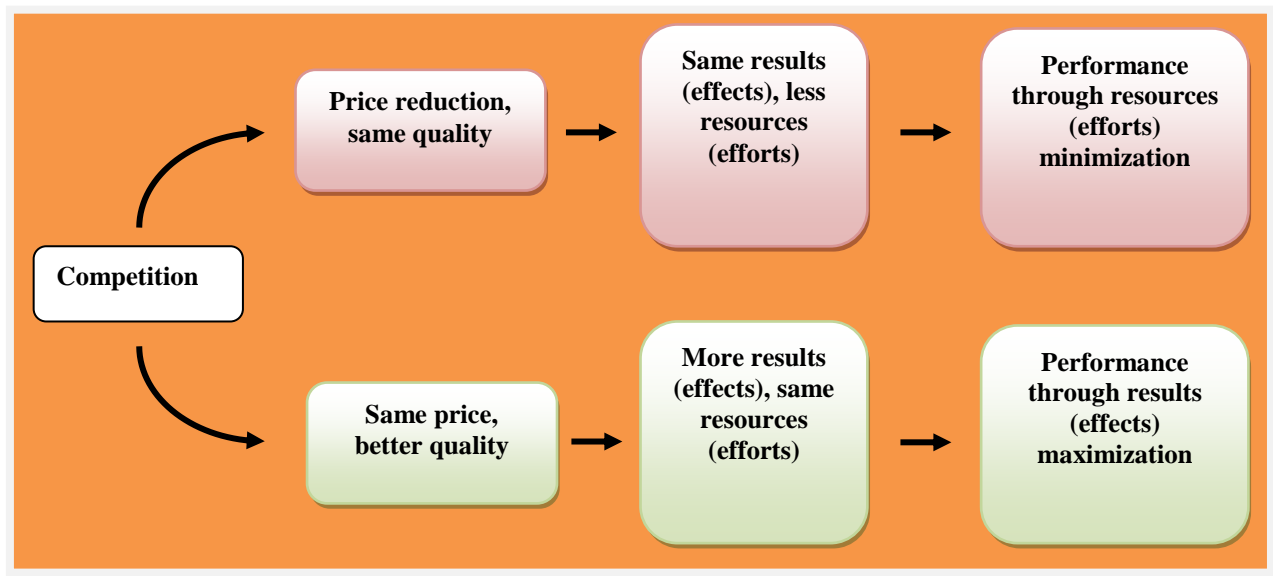 Competition
Price reduction,
same quality
Same results
(effects), less
resources
(efforts)
Performance
through resources
(efforts)
minimization
Same price,
better quality
More results
(effects), same
resources
(efforts)
Performance
through results
(effects)
maximization